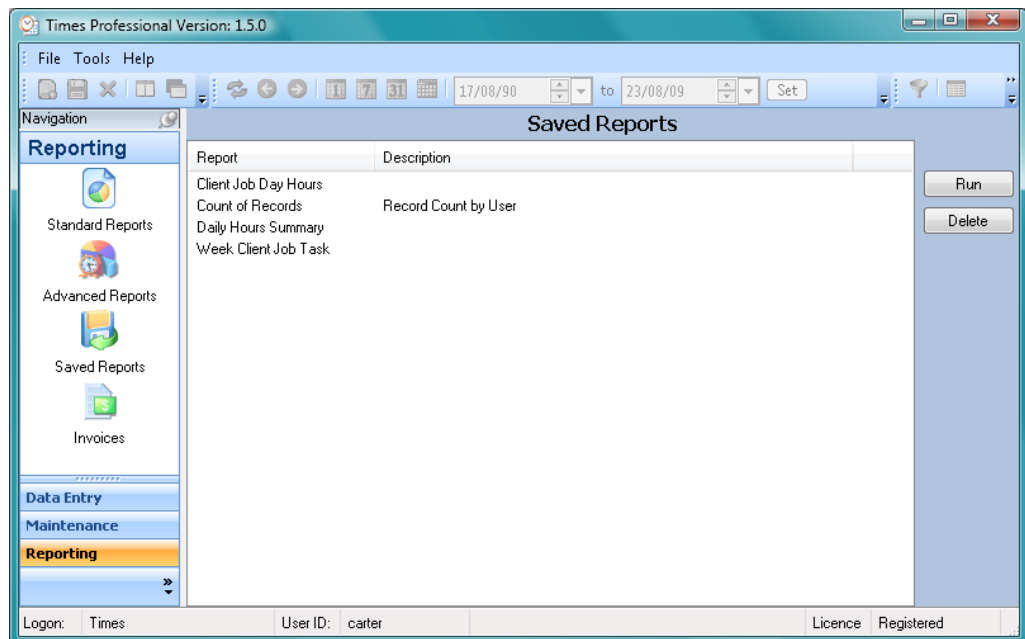 Times Professional Version: 1.5.0
File Tools Help
1 7 31 17/08/90 to 23/08/09 Set
Navigation
Saved Reports
Reporting
Report Description
Client Job Day Hours
Count of Records Record Count by User
Daily Hours Summary
Week Client Job Task
Run
Delete
Standard Reports
Advanced Reports
Saved Reports
Invoices
Data Entry
Maintenance
Reporting
Logon: Times User ID: carter Licence Registered